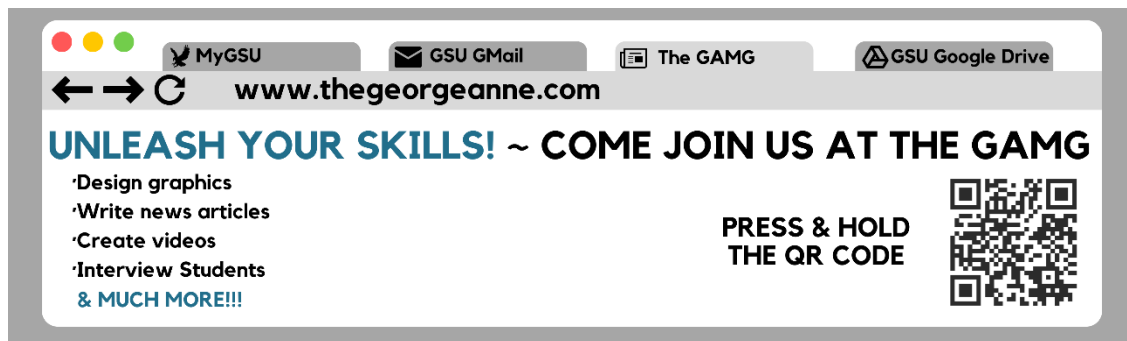 MyGSU GSU GMail The GAMG GSU Google Drive
www.thegeorgeanne.com
UNLEASH YOUR SKILLS! ~ COME JOIN US AT THE GAMG
·Design graphics
·Write news articles
·Create videos
·Interview Students
& MUCH MORE!!!
PRESS & HOLD
THE QR CODE